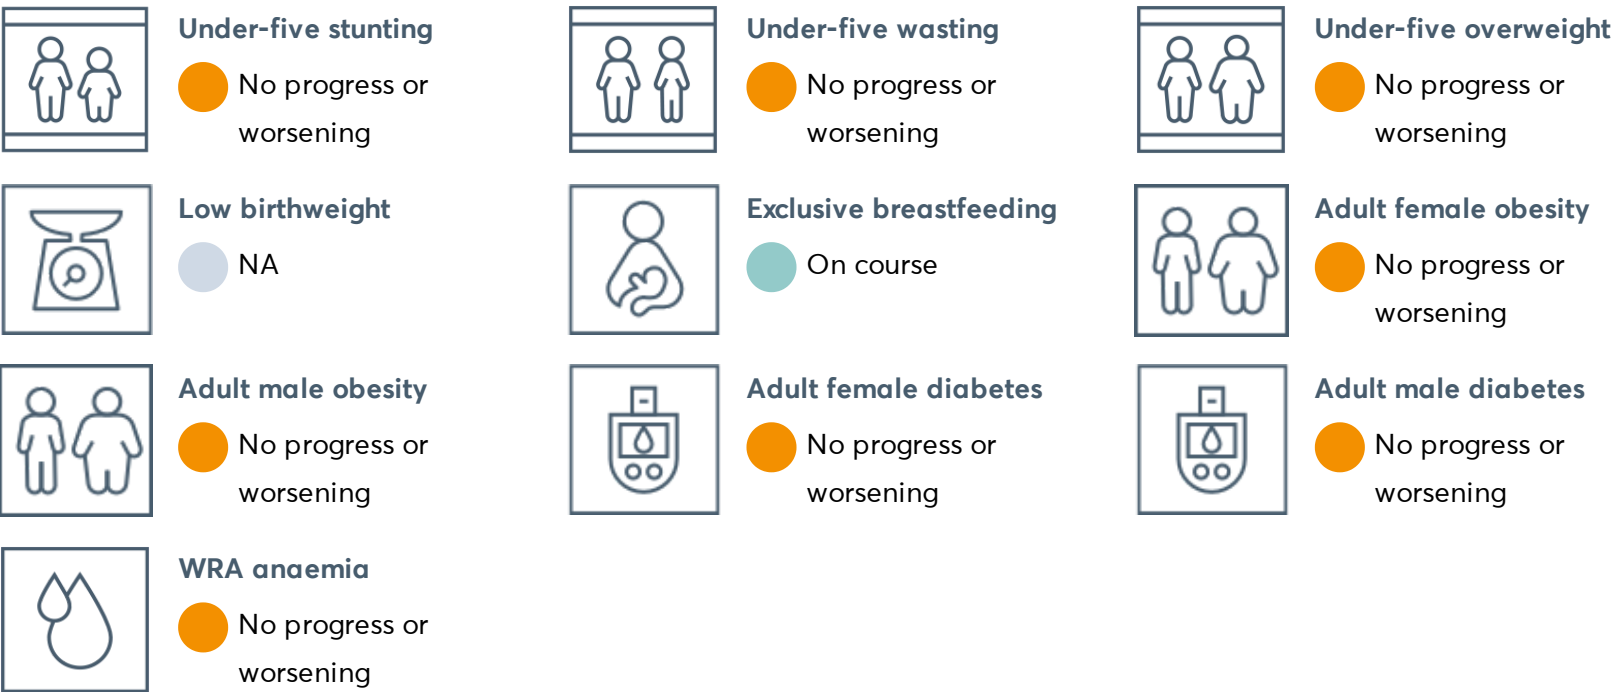 Under-five stunting
No progress or
worsening
Under-five wasting
No progress or
worsening
Under-five overweight
No progress or
worsening
Low birthweight
NA
Exclusive breastfeeding
On course
Adult female obesity
No progress or
worsening
Adult male obesity
No progress or
worsening
Adult female diabetes
No progress or
worsening
Adult male diabetes
No progress or
worsening
WRA anaemia
No progress or
worsening